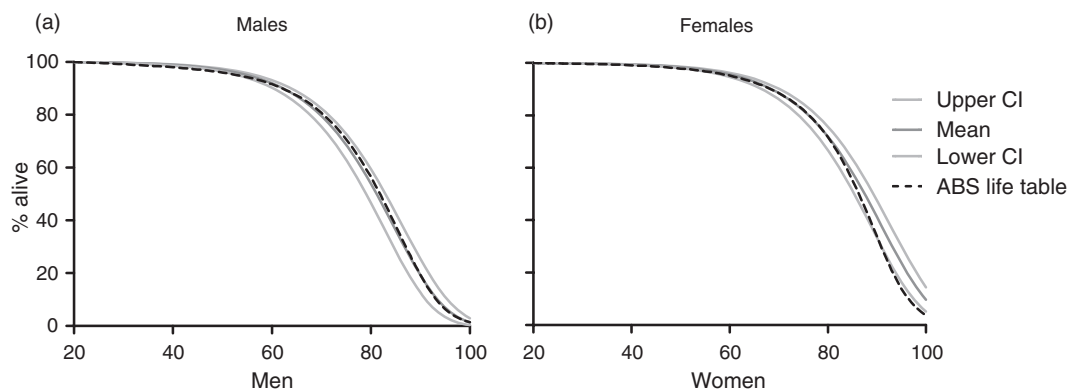 (a)
Males
(b)
Females
100
80
60
40
20
0
% alive
20 40 60 80 100
Men
20 40 60 80 100
Women
Upper CI
Mean
Lower CI
ABS life table